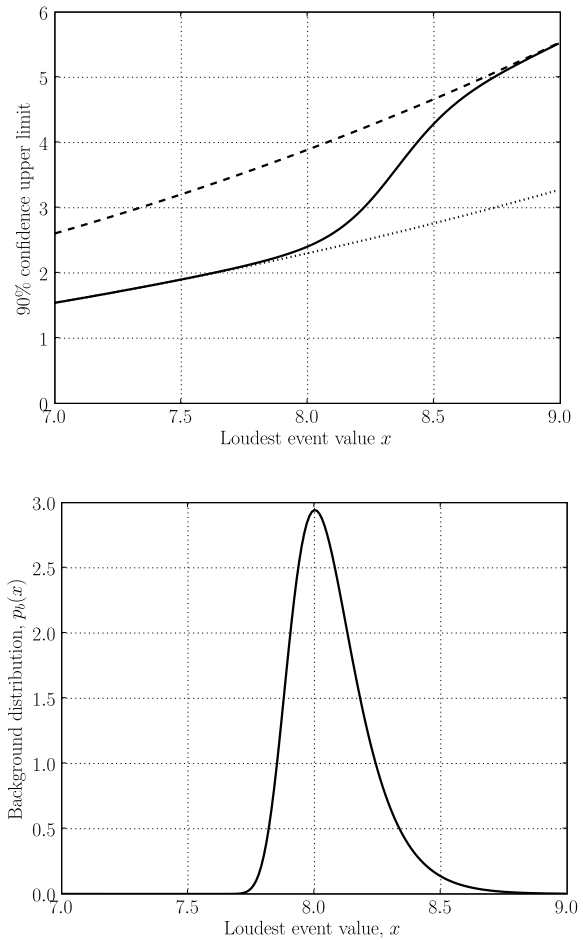 6
5
4
3
2
1
0
90% confidence upper limit
7.0 7.5 8.0 8.5 9.0
Loudest event value x
3.0
2.5
2.0
1.5
1.0
0.5
0.0
Background distribution, p_b(x)
7.0 7.5 8.0 8.5 9.0
Loudest event value, x